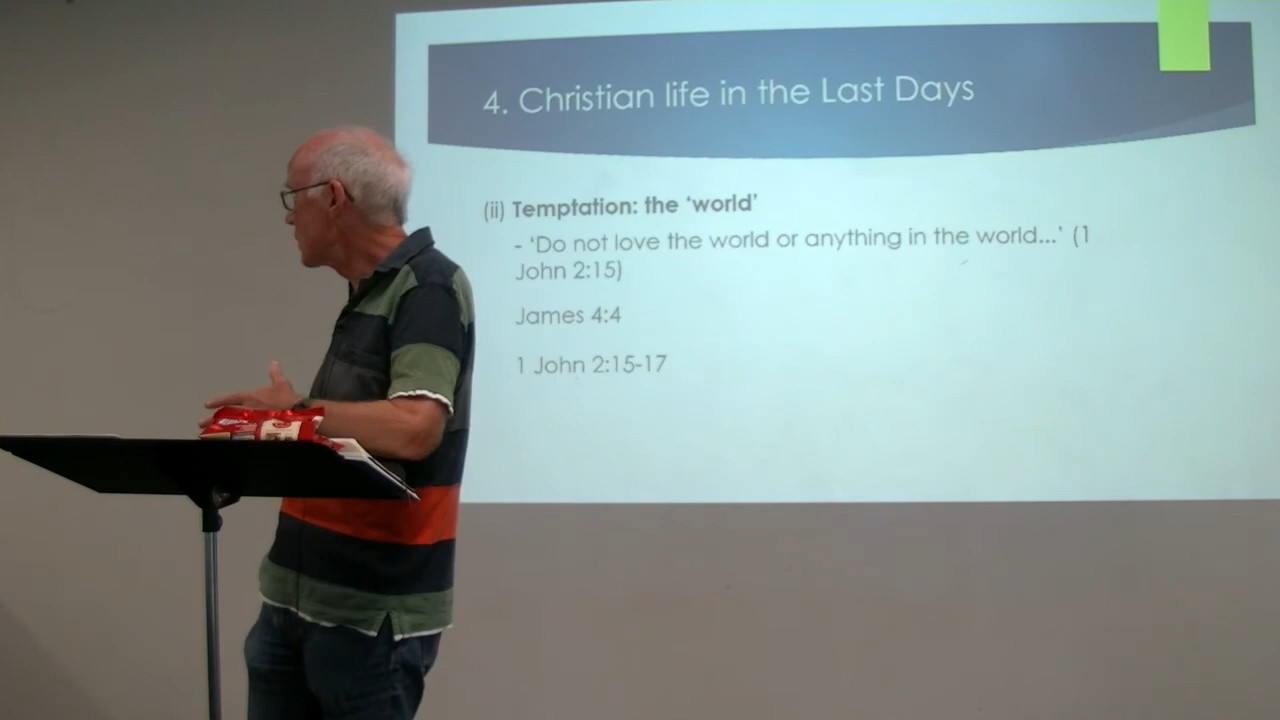 4. Christian life in the Last Days
(ii) Temptation: the ‘world’
- ‘Do not love the world or anything in the world...’ (1
John 2:15)
James 4:4
1 John 2:15-17